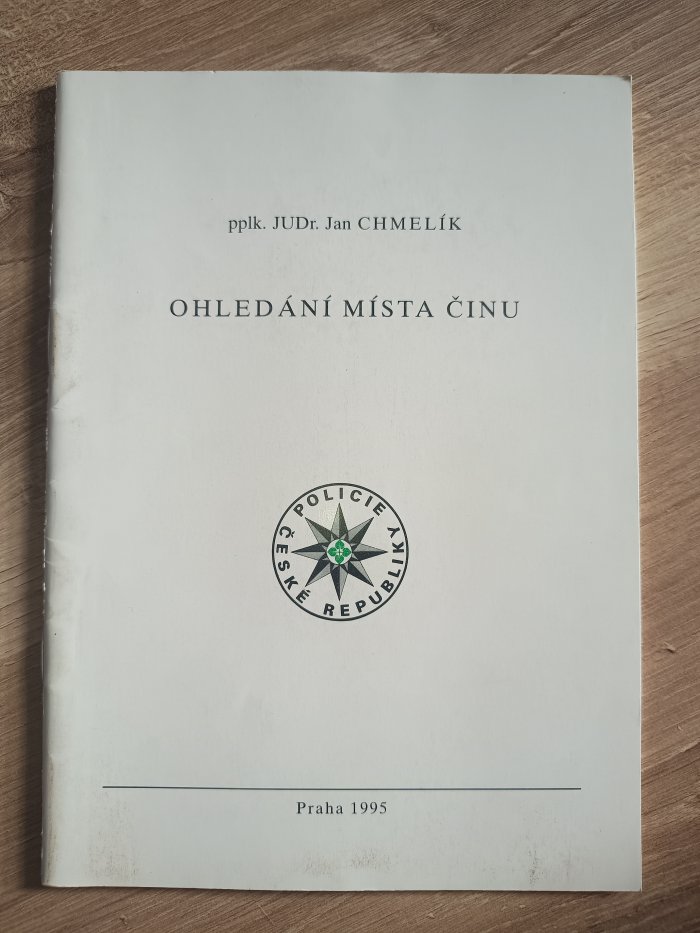 pplk. JUDr. Jan CHMELÍK
OHLEDÁNÍ MÍSTA ČINU
POLICIE
ČESKÉ REPUBLIKY
Praha 1995